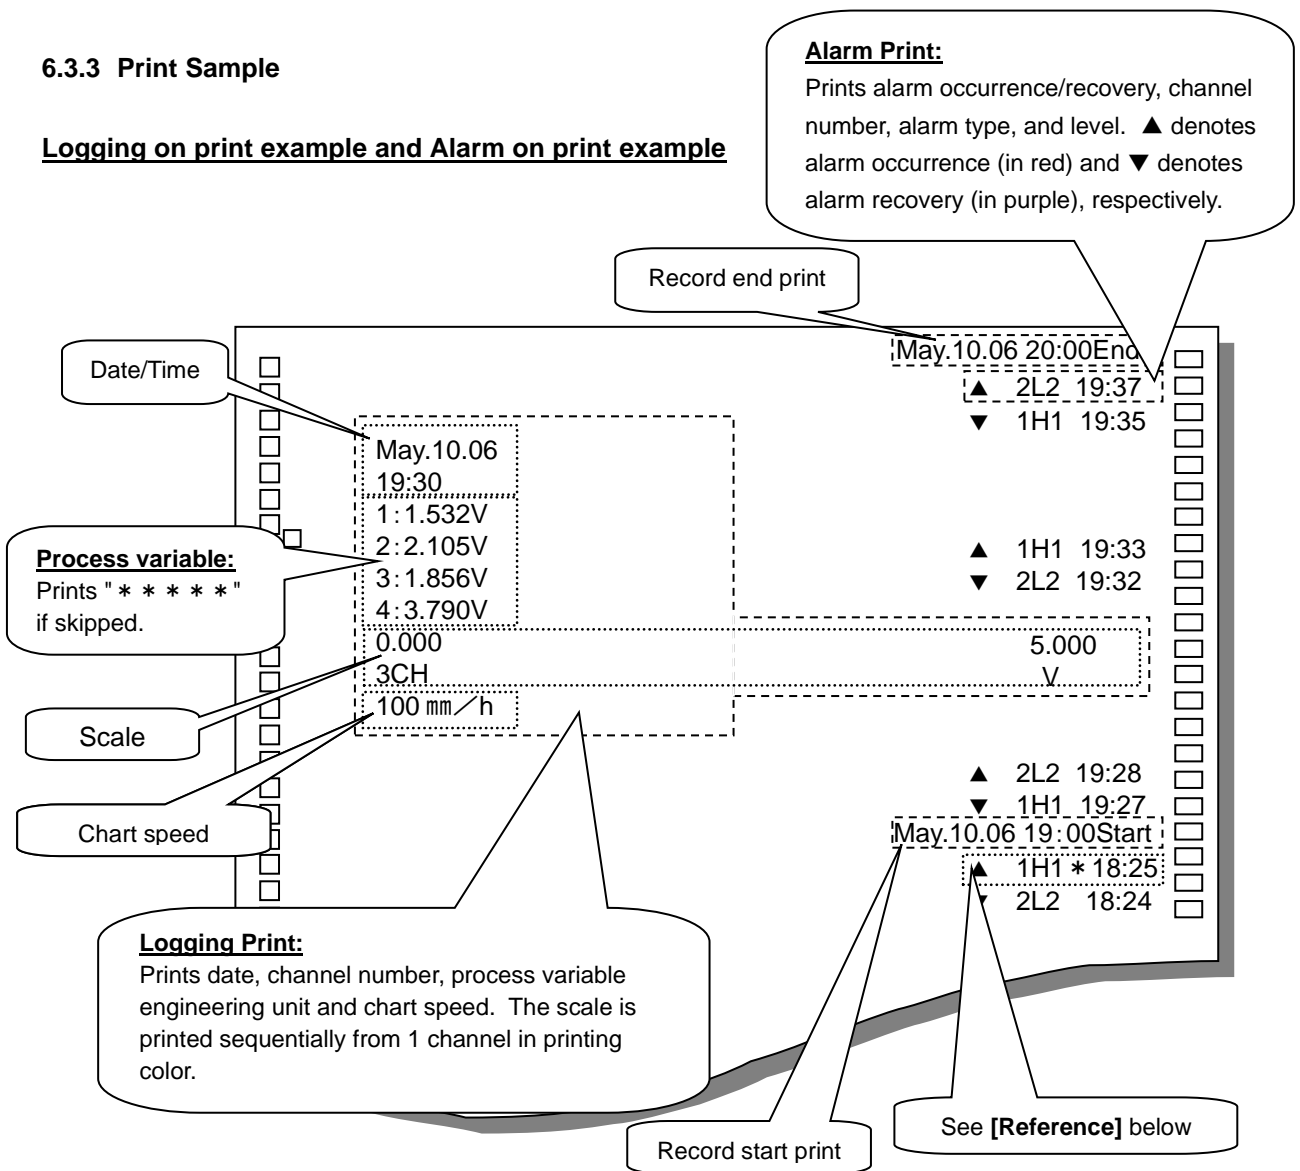 6.3.3 Print Sample
Logging on print example and Alarm on print example
Alarm Print:
Prints alarm occurrence/recovery, channel
number, alarm type, and level. ▲ denotes
alarm occurrence (in red) and ▼ denotes
alarm recovery (in purple), respectively.
Record end print
Date/Time
May.10.06 20:00End
▲ 2L2 19:37
▼ 1H1 19:35
May.10.06
19:30
1:1.532V
2:2.105V
3:1.856V
4:3.790V
Process variable:
Prints "*****"
if skipped.
▲ 1H1 19:33
▼ 2L2 19:32
0.000 5.000
3CH V
100 mm/h
Scale
Chart speed
▲ 2L2 19:28
▼ 1H1 19:27
May.10.06 19:00Start
▲ 1H1*18:25
▼ 2L2 18:24
Logging Print:
Prints date, channel number, process variable
engineering unit and chart speed. The scale is
printed sequentially from 1 channel in printing
color.
See [Reference] below
Record start print